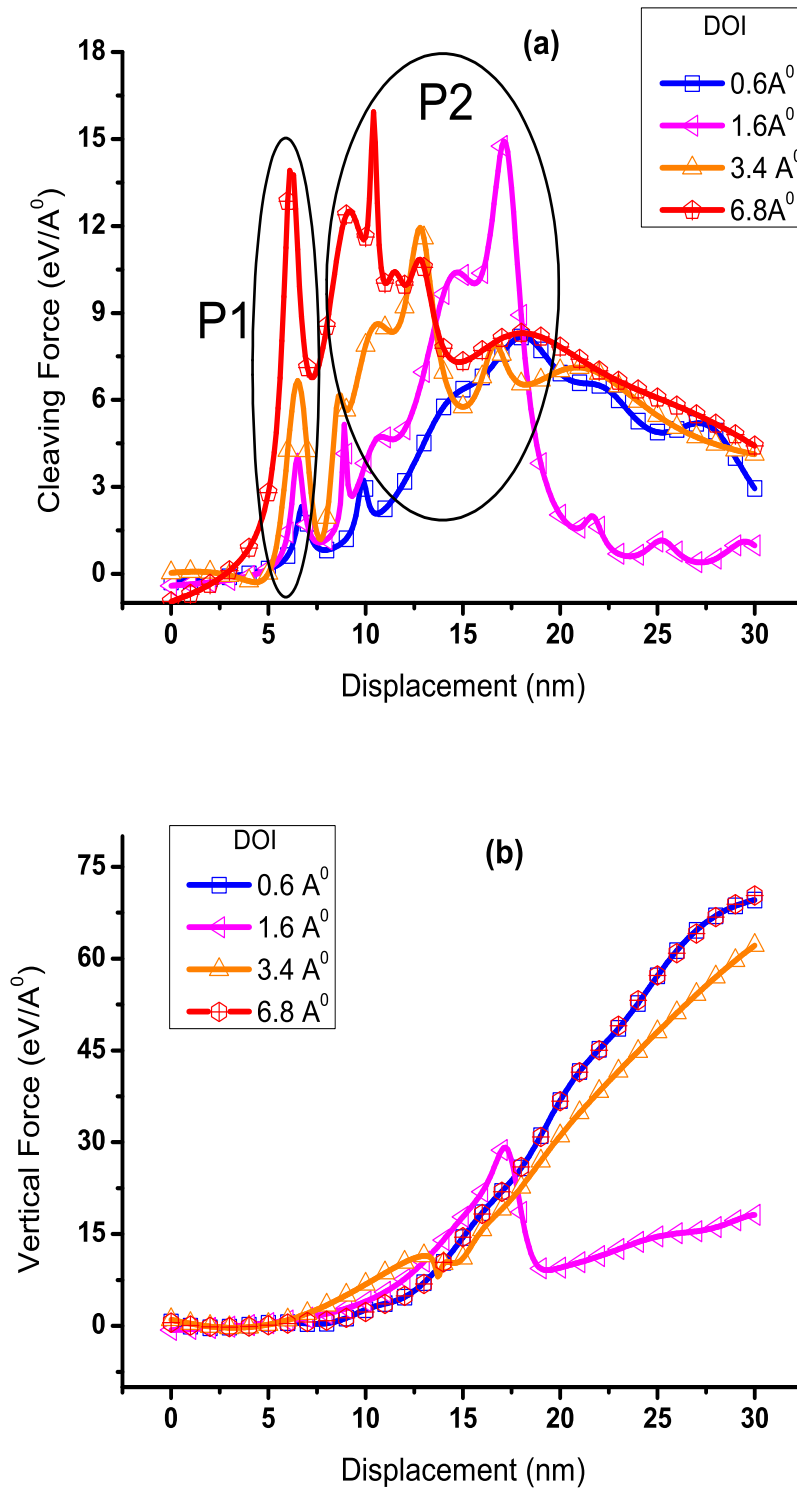 (a)
DOI
0.6A⁰
1.6A⁰
3.4 A⁰
6.8A⁰
P1
P2
Cleaving Force (eV/A⁰)
18
15
12
9
6
3
0
0 5 10 15 20 25 30
Displacement (nm)
(b)
DOI
0.6 A⁰
1.6 A⁰
3.4 A⁰
6.8 A⁰
Vertical Force (eV/A⁰)
75
60
45
30
15
0
0 5 10 15 20 25 30
Displacement (nm)